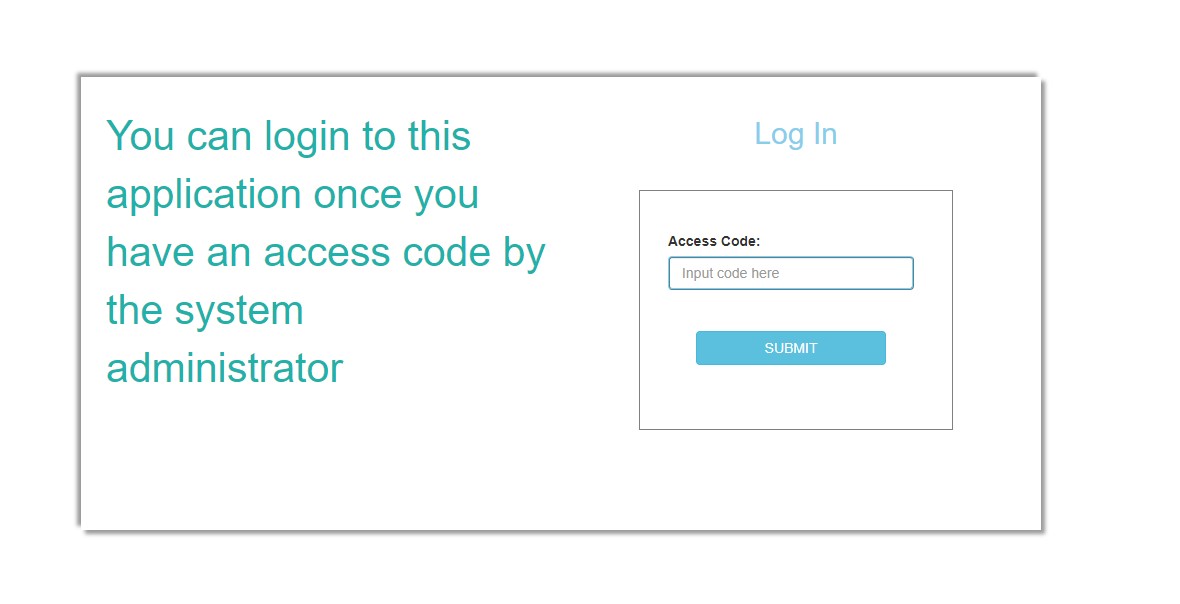 You can login to this
application once you
have an access code by
the system
administrator
Log In
Access Code:
Input code here
SUBMIT